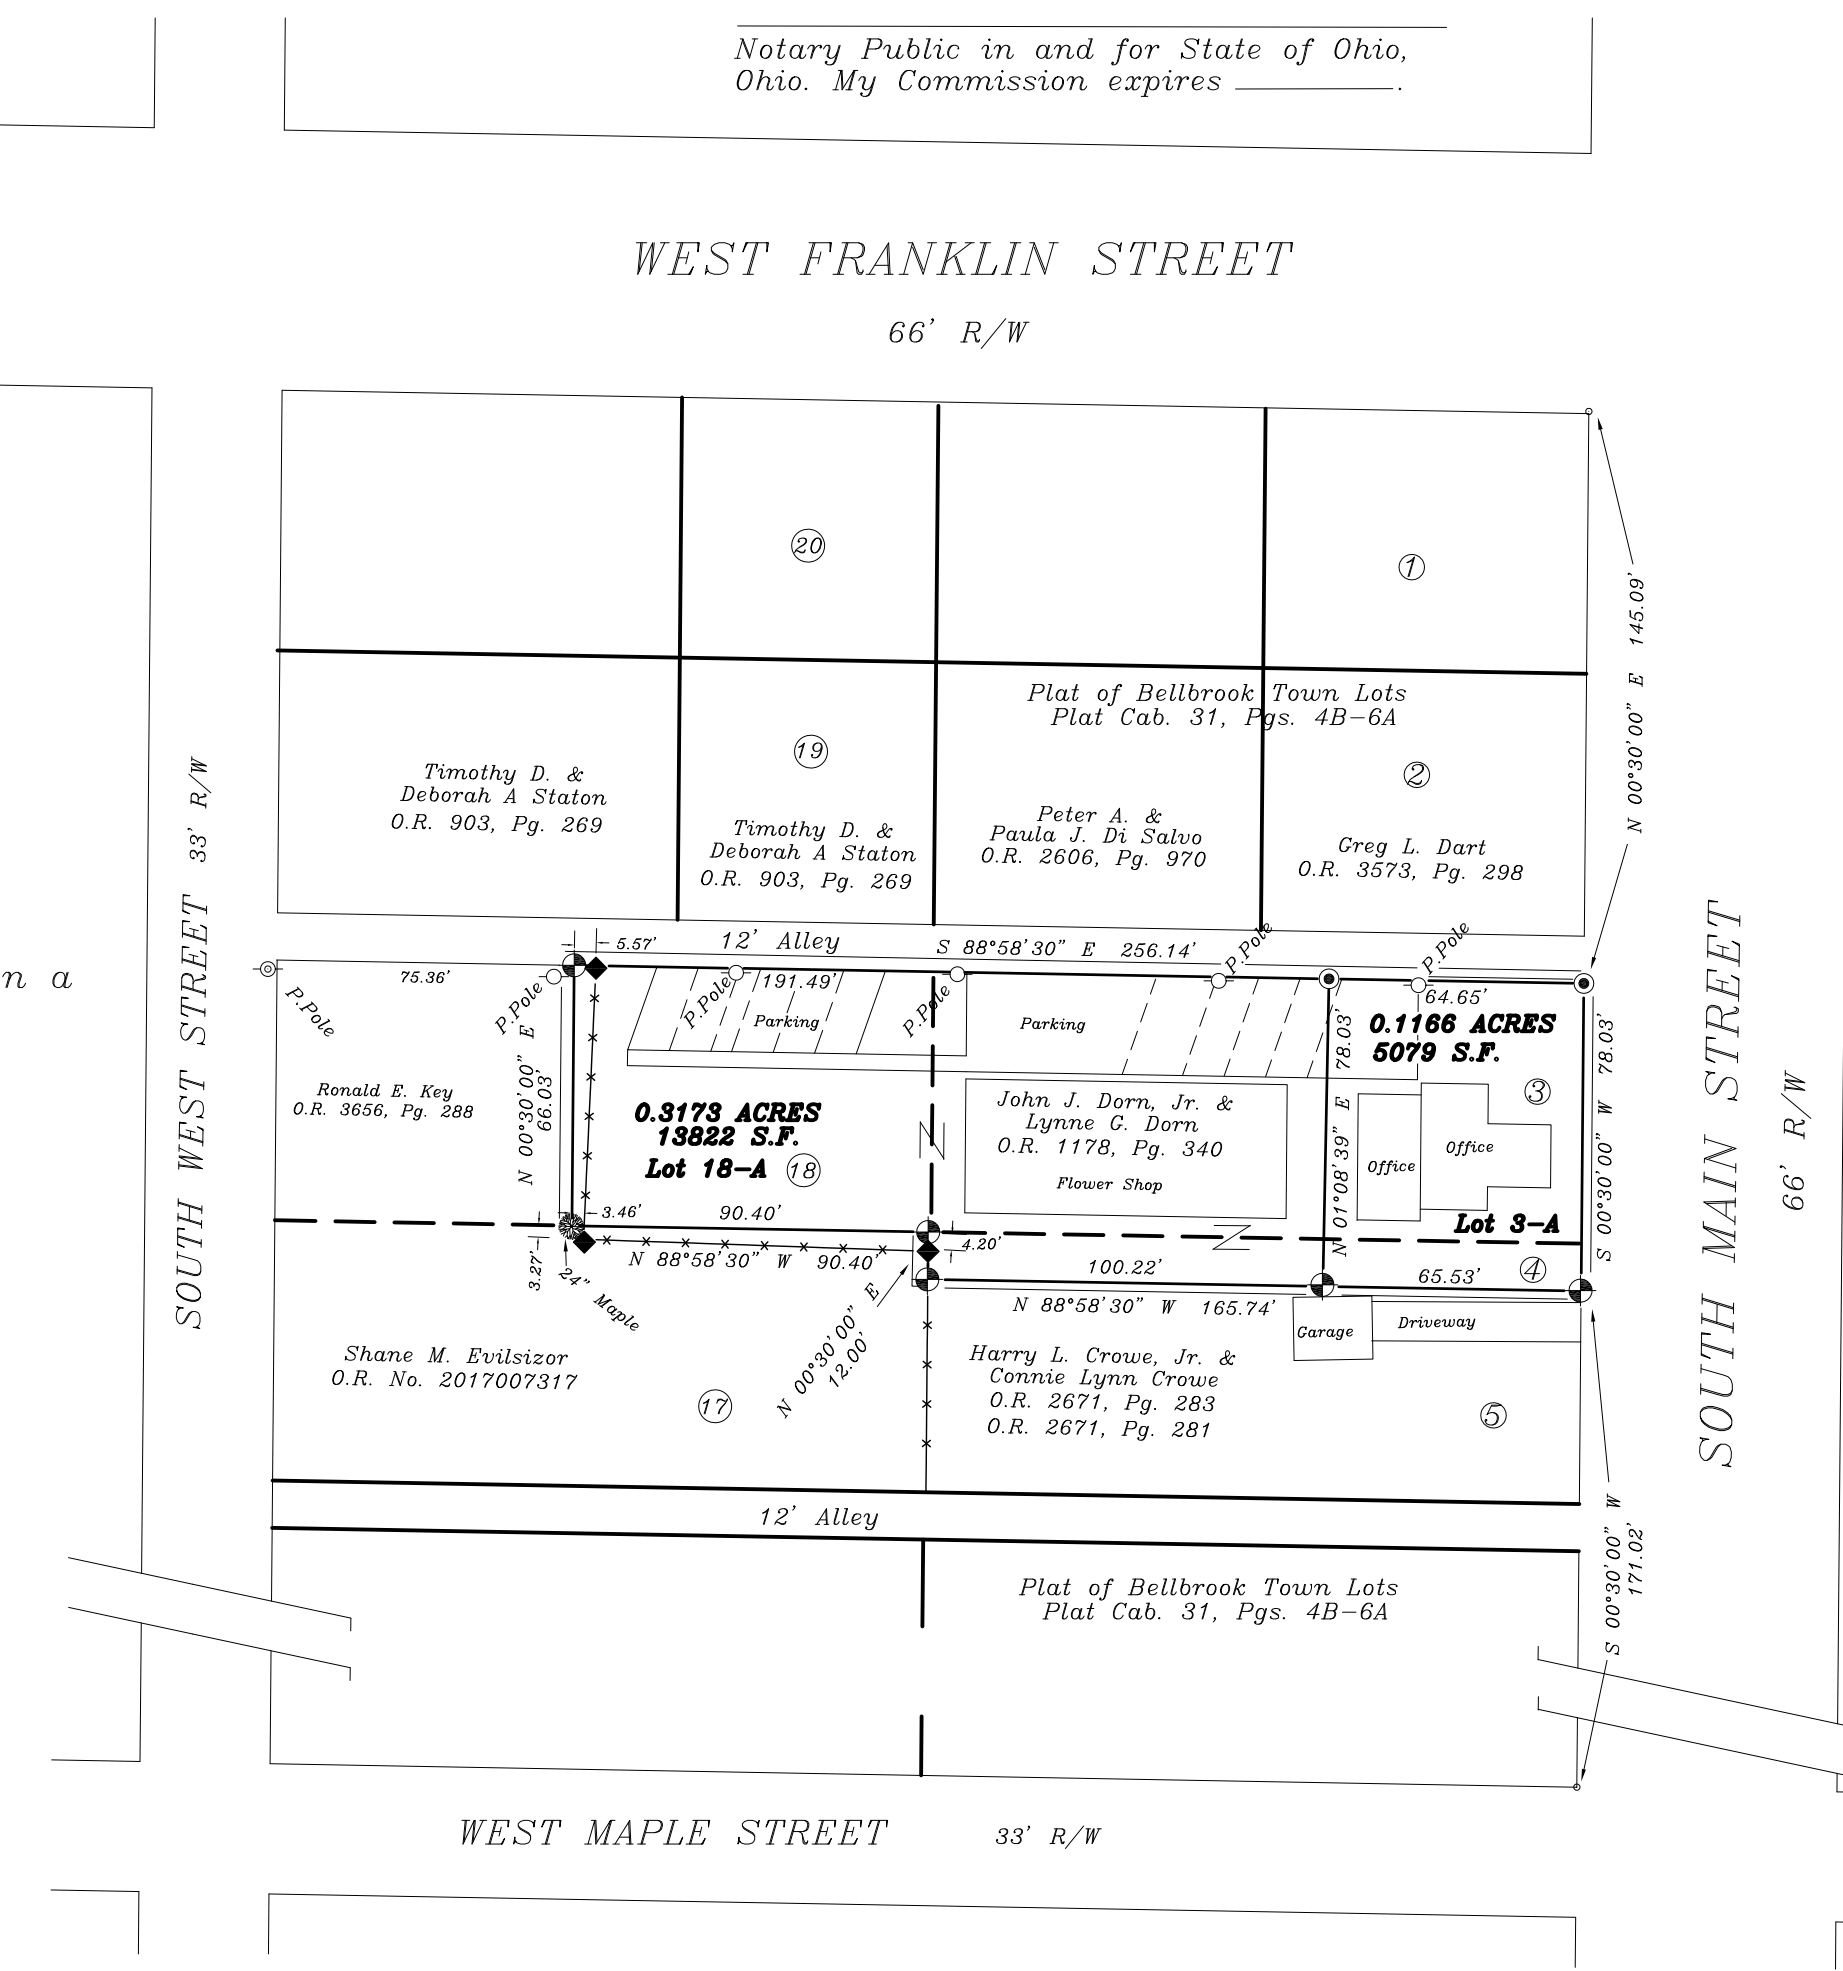 Notary Public in and for State of Ohio,
Ohio. My Commission expires ________.
WEST FRANKLIN STREET
66' R/W
20
1
N 00°30'00" E 145.09'
Plat of Bellbrook Town Lots
Plat Cab. 31, Pgs. 4B-6A
19
2
Timothy D. &
Deborah A Staton
O.R. 903, Pg. 269
Timothy D. &
Deborah A Staton
O.R. 903, Pg. 269
Peter A. &
Paula J. Di Salvo
O.R. 2606, Pg. 970
Greg L. Dart
O.R. 3573, Pg. 298
SOUTH WEST STREET 33' R/W
n a
5.57'
12' Alley
S 88°58'30" E 256.14'
P.Pole
P.Pole
75.36'
P.Pole
P.Pole
P.Pole
191.49'
P.Pole
64.65'
Parking
Parking
0.1166 ACRES
5079 S.F.
N 00°30'00" E
66.03'
Ronald E. Key
O.R. 3656, Pg. 288
0.3173 ACRES
13822 S.F.
Lot 18-A
18
John J. Dorn, Jr. &
Lynne G. Dorn
O.R. 1178, Pg. 340
Flower Shop
N 01°08'39" E 78.03'
3
Office
Office
Lot 3-A
S 00°30'00" W 78.03'
SOUTH MAIN STREET
66' R/W
3.46'
90.40'
N 88°58'30" W 90.40'
3.27'
24" Maple
4.20'
100.22'
65.53'
4
N 88°58'30" W 165.74'
N 00°30'00" E
12.00'
Garage
Driveway
Shane M. Evilsizor
O.R. No. 2017007317
17
Harry L. Crowe, Jr. &
Connie Lynn Crowe
O.R. 2671, Pg. 283
O.R. 2671, Pg. 281
5
12' Alley
S 00°30'00" W
171.02'
Plat of Bellbrook Town Lots
Plat Cab. 31, Pgs. 4B-6A
WEST MAPLE STREET
33' R/W